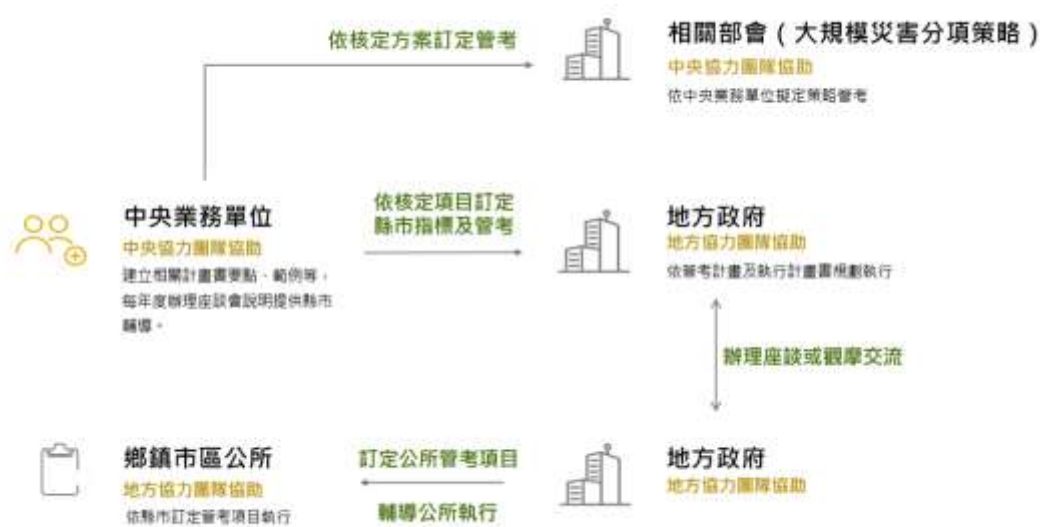 依核定方案訂定管考
相關部會（大規模災害分項策略）
中央協力團隊協助
依中央業務單位擬定策略管考
中央業務單位
中央協力團隊協助
建立相關計畫書要點、範例等，
每年度辦理座談會說明提供縣市
輔導。
依核定項目訂定
縣市指標及管考
地方政府
地方協力團隊協助
依管考計畫及執行計畫書規劃執行
辦理座談或觀摩交流
鄉鎮市區公所
地方協力團隊協助
依縣市訂定管考項目執行
訂定公所管考項目
輔導公所執行
地方政府
地方協力團隊協助